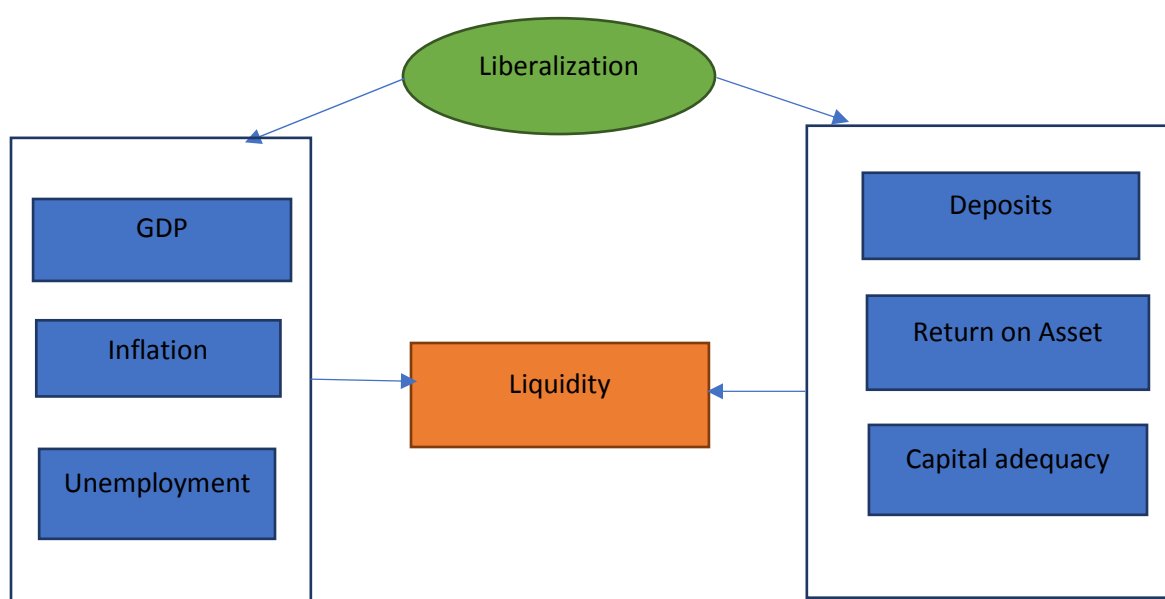 Liberalization
GDP
Inflation
Unemployment
Liquidity
Deposits
Return on Asset
Capital adequacy